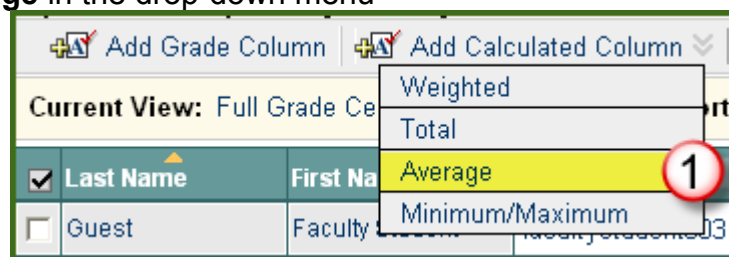 ge in the drop-down menu
Add Grade Column Add Calculated Column
Current View: Full Grade Ce
Weighted
Total
Average 1
Minimum/Maximum
Last Name First Na
Guest Faculty